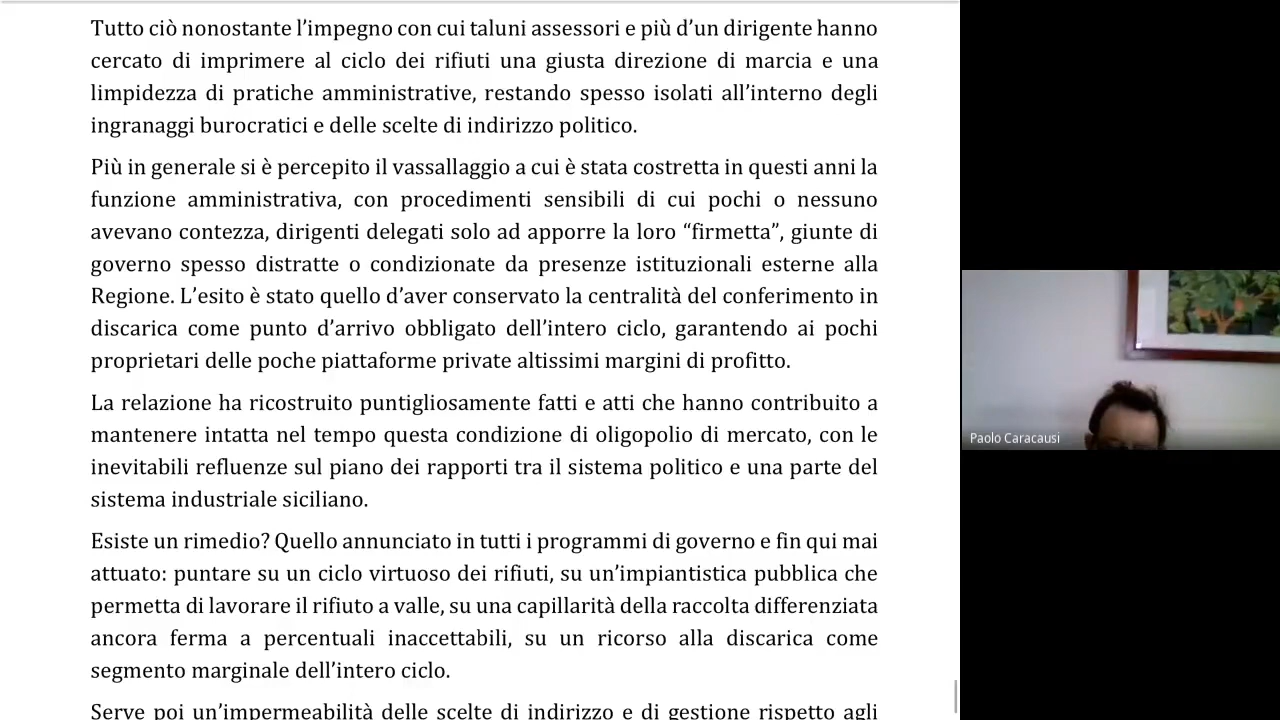 Tutto ciò nonostante l’impegno con cui taluni assessori e più d’un dirigente hanno
cercato di imprimere al ciclo dei rifiuti una giusta direzione di marcia e una
limpidezza di pratiche amministrative, restando spesso isolati all’interno degli
ingranaggi burocratici e delle scelte di indirizzo politico.
Più in generale si è percepito il vassallaggio a cui è stata costretta in questi anni la
funzione amministrativa, con procedimenti sensibili di cui pochi o nessuno
avevano contezza, dirigenti delegati solo ad apporre la loro “firmetta”, giunte di
governo spesso distratte o condizionate da presenze istituzionali esterne alla
Regione. L’esito è stato quello d’aver conservato la centralità del conferimento in
discarica come punto d’arrivo obbligato dell’intero ciclo, garantendo ai pochi
proprietari delle poche piattaforme private altissimi margini di profitto.
La relazione ha ricostruito puntigliosamente fatti e atti che hanno contribuito a
mantenere intatta nel tempo questa condizione di oligopolio di mercato, con le
inevitabili refluenze sul piano dei rapporti tra il sistema politico e una parte del
sistema industriale siciliano.
Esiste un rimedio? Quello annunciato in tutti i programmi di governo e fin qui mai
attuato: puntare su un ciclo virtuoso dei rifiuti, su un’impiantistica pubblica che
permetta di lavorare il rifiuto a valle, su una capillarità della raccolta differenziata
ancora ferma a percentuali inaccettabili, su un ricorso alla discarica come
segmento marginale dell’intero ciclo.
Serve poi un’impermeabilità delle scelte di indirizzo e di gestione rispetto agli
Paolo Caracausi